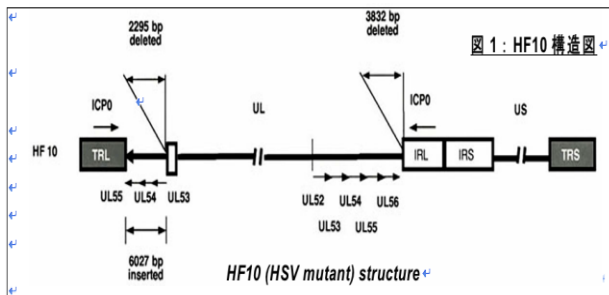 2295 bp
deleted
3832 bp
deleted
図 1：HF10 構造図
ICP0
UL
ICP0
US
HF 10
TRL
IRL
IRS
TRS
UL55
UL54
UL53
UL52
UL54
UL56
UL53
UL55
6027 bp
inserted
HF10 (HSV mutant) structure